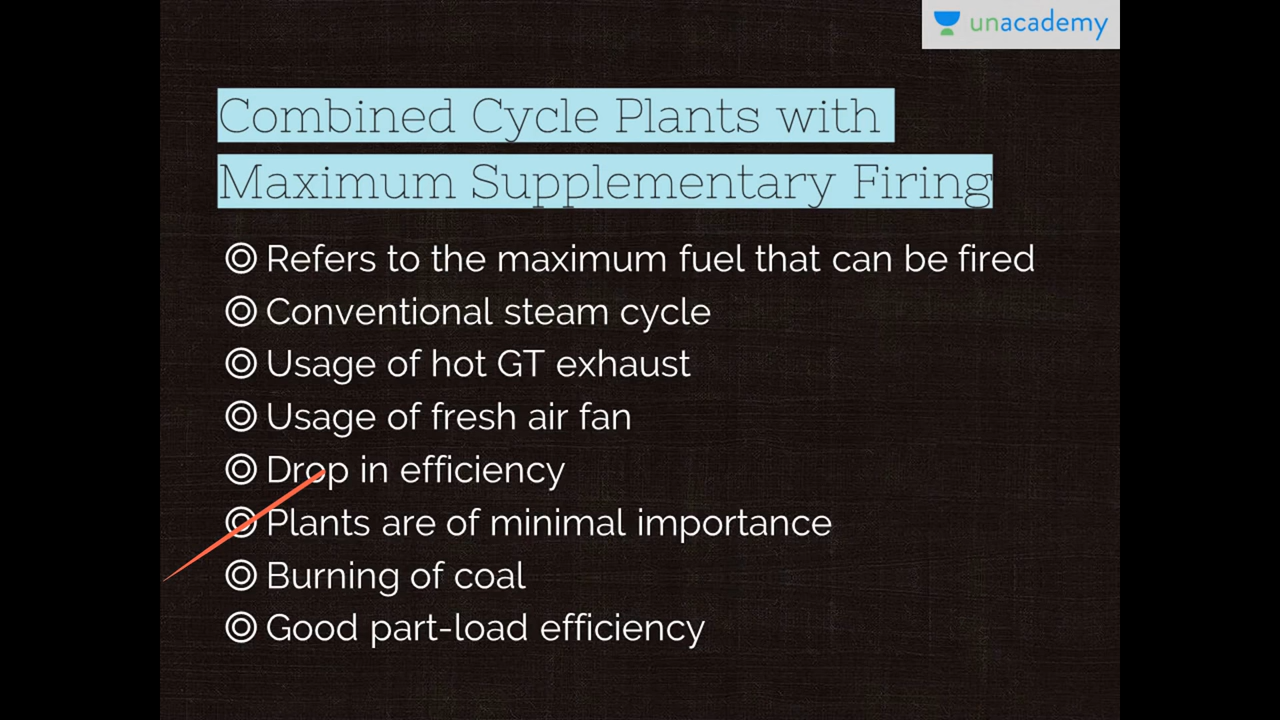 unacademy
Combined Cycle Plants with
Maximum Supplementary Firing
Refers to the maximum fuel that can be fired
Conventional steam cycle
Usage of hot GT exhaust
Usage of fresh air fan
Drop in efficiency
Plants are of minimal importance
Burning of coal
Good part-load efficiency